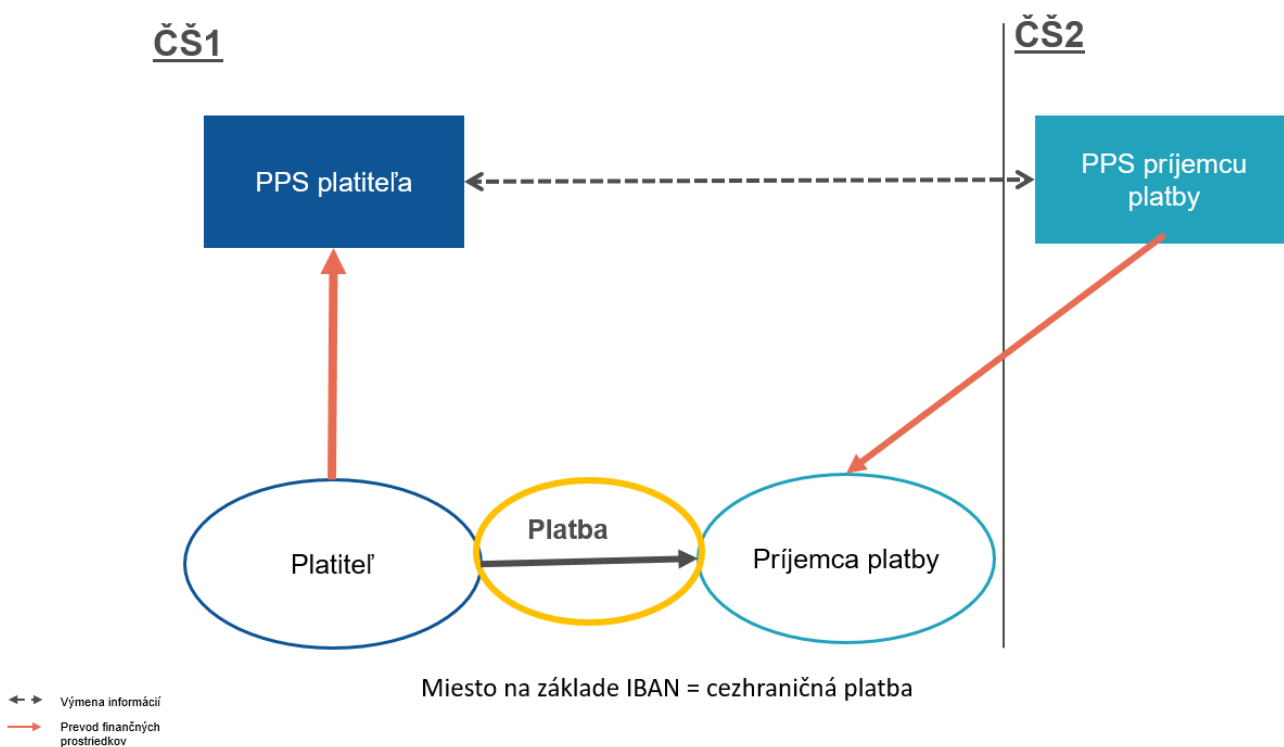 ČŠ1
ČŠ2
PPS platiteľa
PPS príjemcu
platby
Platba
Platiteľ
Príjemca platby
Miesto na základe IBAN = cezhraničná platba
Výmena informácií
Prevod finančných
prostriedkov